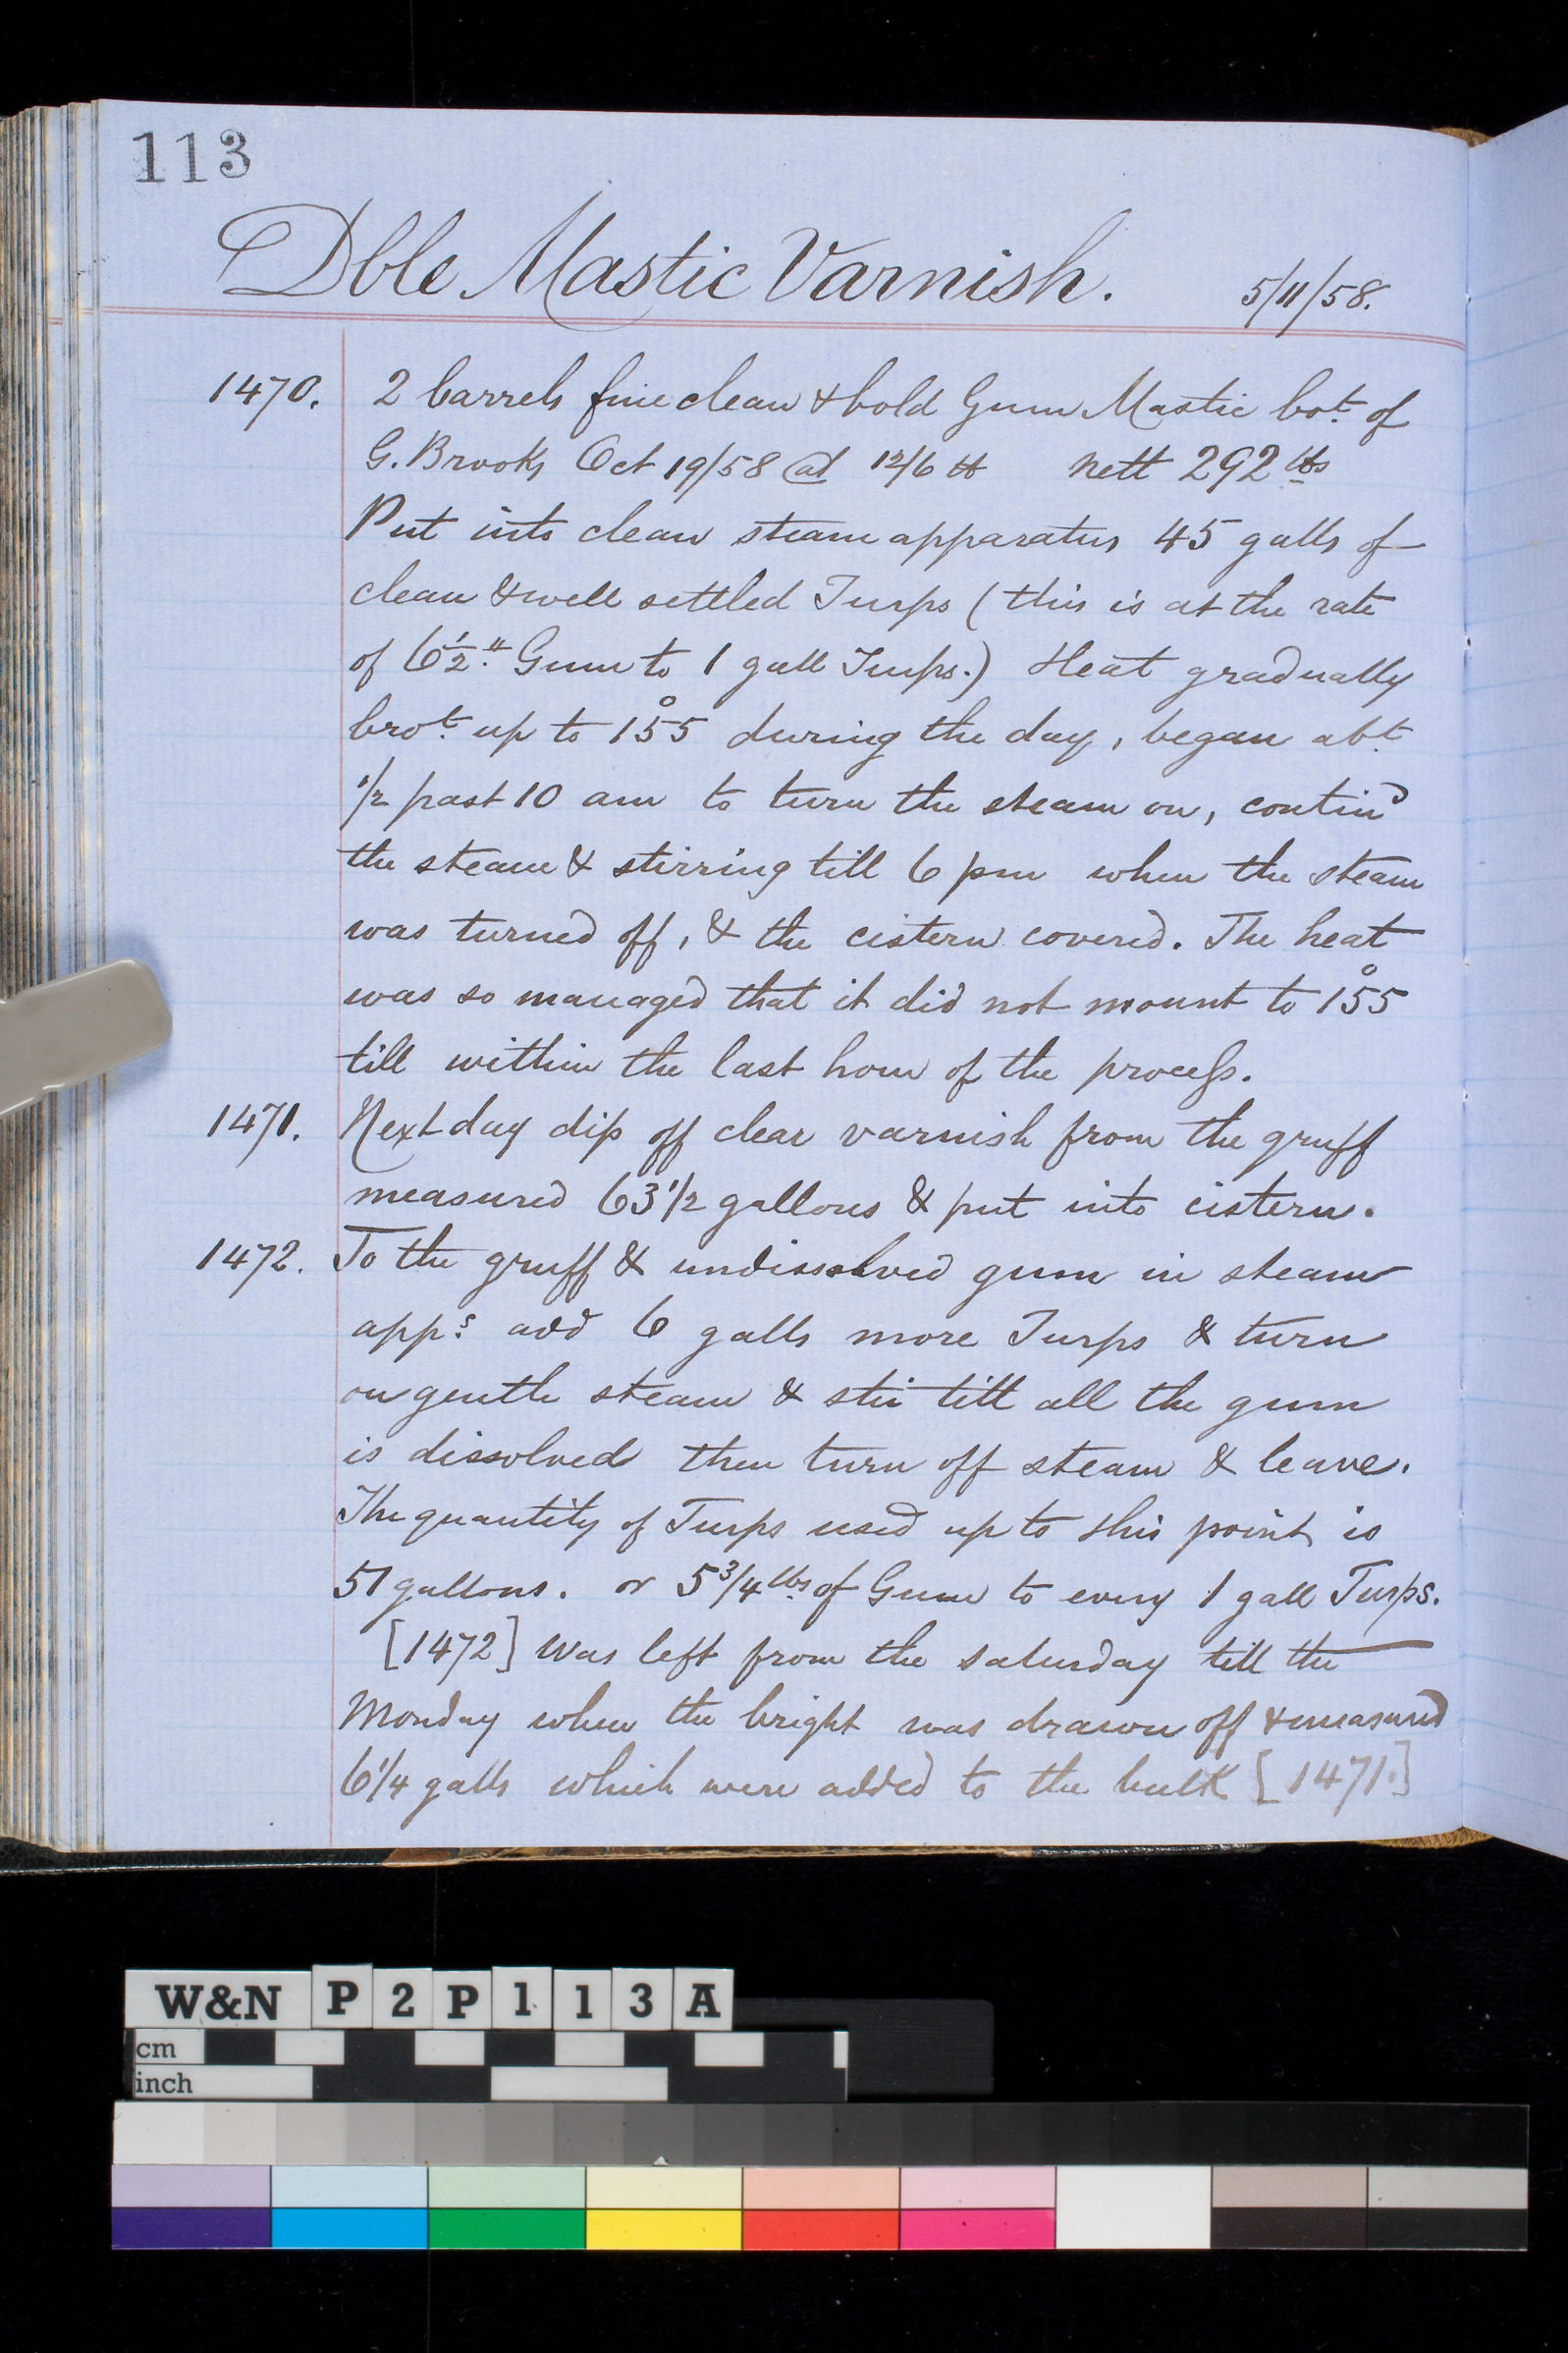 113
Dble Mastic Varnish. 5/11/58.
1470. 2 barrels fine clean & bold Gum Mastic bot. of
G. Brooks Oct 19/58 @ 12/6 lb nett 292 lbs
Put into clean steam apparatus 45 galls of
clean & well settled Turps (this is at the rate
of 6 1/2 lb Gum to 1 gall Turps.) Heat gradually
brot. up to 155° during the day, began abt
1/2 past 10 am to turn the steam on, contind
the steam & stirring till 6 pm when the steam
was turned off, & the cistern covered. The heat
was so managed that it did not mount to 155°
till within the last hour of the process.
1471. Next day dip off clear varnish from the gruff
measured 63 1/2 gallons & put into cistern.
1472. To the gruff & undissolved gum in steam
apps. add 6 galls more Turps & turn
on gentle steam & stir till all the gum
is dissolved then turn off steam & leave.
The quantity of Turps used up to this point is
51 gallons. or 5 3/4 lbs. of Gum to every 1 gall Turps.
[1472] Was left from the saturday till the
Monday when the bright was drawn off & measured
6 1/4 galls which were added to the bulk [1471.]
W&N P2P113A
cm
inch